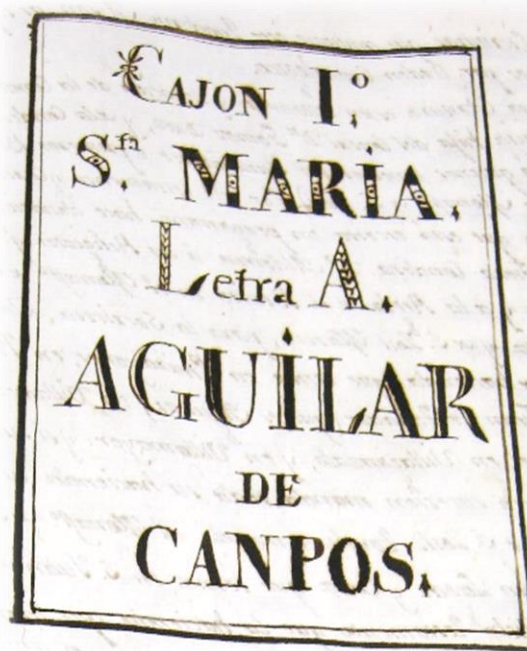 CAJON I.º
S.ta MARIA.
Letra A.
AGUILAR
DE
CANPOS.